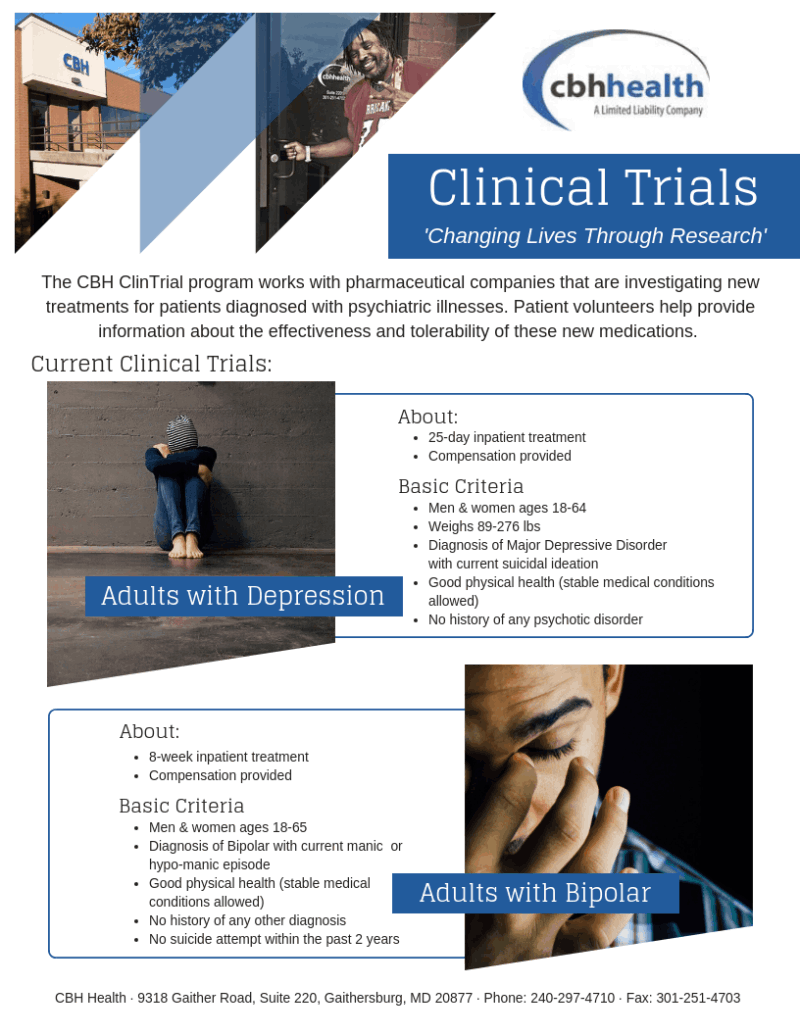 CBH
cbhhealth
Suite 220
301-251-4702
cbhhealth
A Limited Liability Company
Clinical Trials
'Changing Lives Through Research'
The CBH ClinTrial program works with pharmaceutical companies that are investigating new
treatments for patients diagnosed with psychiatric illnesses. Patient volunteers help provide
information about the effectiveness and tolerability of these new medications.
Current Clinical Trials:
About:
• 25-day inpatient treatment
• Compensation provided
Basic Criteria
• Men & women ages 18-64
• Weighs 89-276 lbs
• Diagnosis of Major Depressive Disorder
with current suicidal ideation
• Good physical health (stable medical conditions
allowed)
• No history of any psychotic disorder
Adults with Depression
About:
• 8-week inpatient treatment
• Compensation provided
Basic Criteria
• Men & women ages 18-65
• Diagnosis of Bipolar with current manic  or
hypo-manic episode
• Good physical health (stable medical
conditions allowed)
• No history of any other diagnosis
• No suicide attempt within the past 2 years
Adults with Bipolar
CBH Health · 9318 Gaither Road, Suite 220, Gaithersburg, MD 20877 · Phone: 240-297-4710 · Fax: 301-251-4703